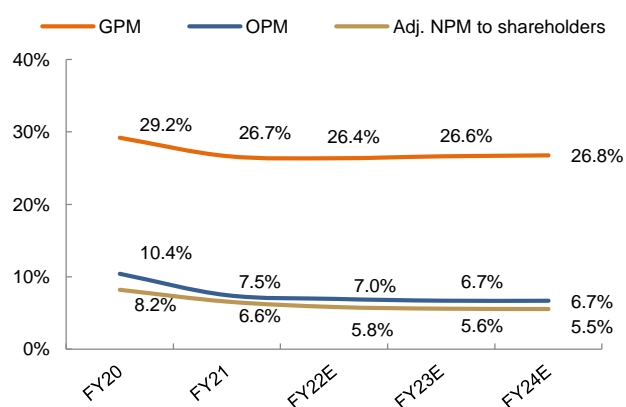 GPM OPM Adj. NPM to shareholders
40%
30%
20%
10%
0%
29.2% 26.7% 26.4% 26.6% 26.8%
10.4% 7.5% 7.0% 6.7% 6.7%
8.2% 6.6% 5.8% 5.6% 5.5%
FY20 FY21 FY22E FY23E FY24E